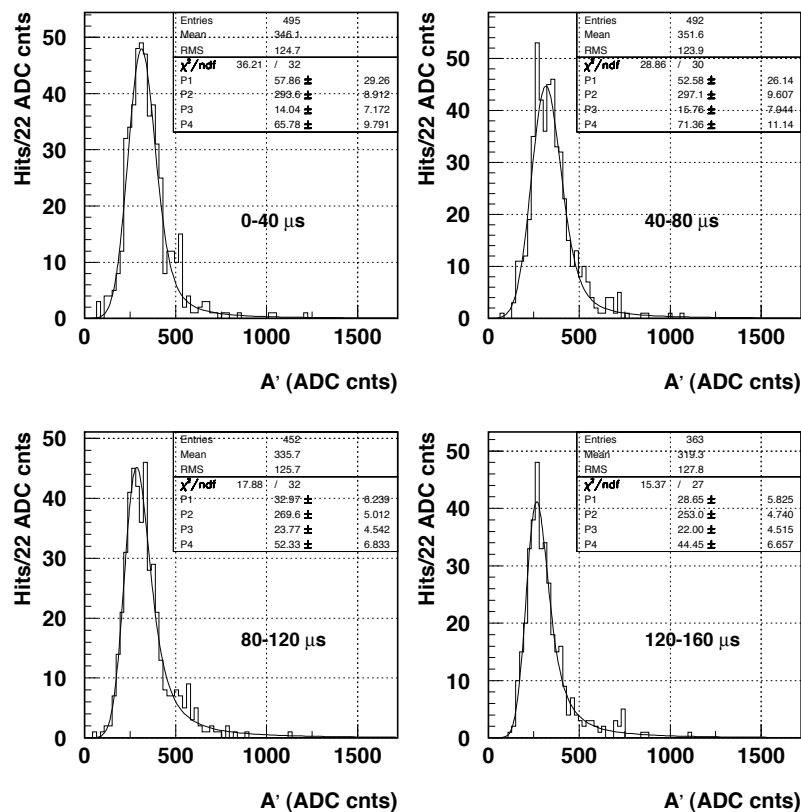 Hits/22 ADC cnts
50
40
30
20
10
0
Entries 495
Mean 346.1
RMS 124.7
χ²/ndf 36.21 / 32
P1 57.86 ± 29.26
P2 293.6 ± 8.912
P3 14.04 ± 7.172
P4 65.78 ± 9.791
0-40 μs
0 500 1000 1500
A' (ADC cnts)
Hits/22 ADC cnts
50
40
30
20
10
0
Entries 492
Mean 351.6
RMS 123.9
χ²/ndf 28.86 / 30
P1 52.58 ± 26.14
P2 297.1 ± 9.607
P3 15.76 ± 7.944
P4 71.36 ± 11.14
40-80 μs
0 500 1000 1500
A' (ADC cnts)
Hits/22 ADC cnts
50
40
30
20
10
0
Entries 452
Mean 335.7
RMS 125.7
χ²/ndf 17.88 / 32
P1 32.97 ± 6.239
P2 269.6 ± 5.012
P3 23.77 ± 4.542
P4 52.33 ± 6.833
80-120 μs
0 500 1000 1500
A' (ADC cnts)
Hits/22 ADC cnts
50
40
30
20
10
0
Entries 363
Mean 319.3
RMS 127.8
χ²/ndf 15.37 / 27
P1 28.65 ± 5.825
P2 253.0 ± 4.740
P3 22.00 ± 4.515
P4 44.45 ± 6.657
120-160 μs
0 500 1000 1500
A' (ADC cnts)